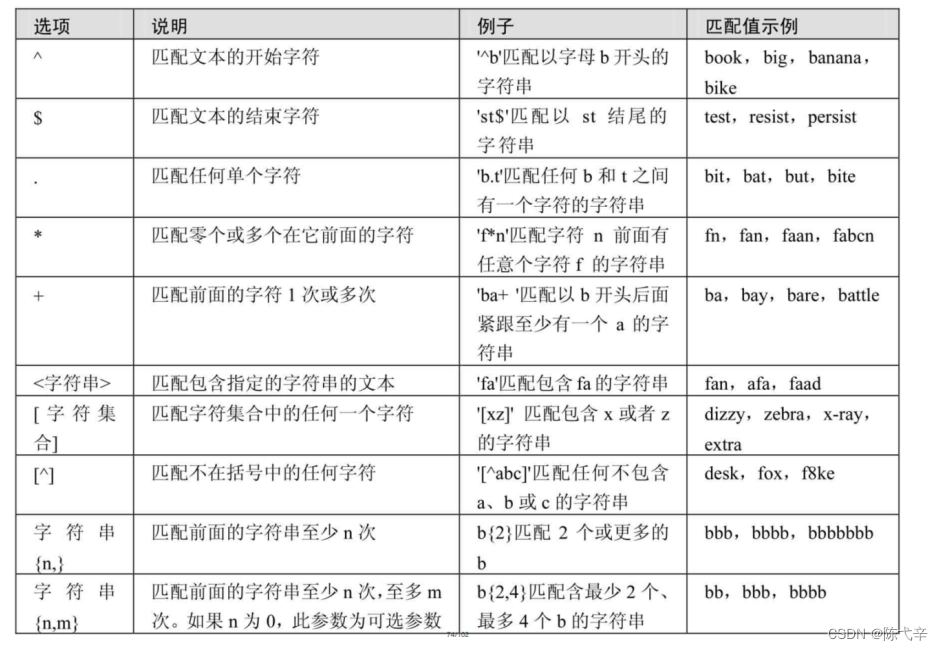 选项 说明 例子 匹配值示例
^ 匹配文本的开始字符 '^b'匹配以字母 b 开头的 book，big，banana，
字符串 bike
$ 匹配文本的结束字符 'st$'匹配以 st 结尾的 test，resist，persist
字符串
. 匹配任何单个字符 'b.t'匹配任何 b 和 t 之间 bit，bat，but，bite
有一个字符的字符串
* 匹配零个或多个在它前面的字符 'f*n'匹配字符 n 前面有 fn，fan，faan，fabcn
任意个字符 f 的字符串
+ 匹配前面的字符 1 次或多次 'ba+ '匹配以 b 开头后面 ba，bay，bare，battle
紧跟至少有一个 a 的字
符串
<字符串> 匹配包含指定的字符串的文本 'fa'匹配包含 fa 的字符串 fan，afa，faad
[字符集 匹配字符集合中的任何一个字符 '[xz]' 匹配包含 x 或者 z dizzy，zebra，x-ray，
合] 的字符串 extra
[^] 匹配不在括号中的任何字符 '[^abc]'匹配任何不包含 desk，fox，f8ke
a、b 或 c 的字符串
字符串 匹配前面的字符串至少 n 次 b{2}匹配 2 个或更多的 bbb，bbbb，bbbbbbb
{n,} b
字符串 匹配前面的字符串至少 n 次，至多 m b{2,4}匹配含最少 2 个、 bb，bbb，bbbb
{n,m} 次。如果 n 为 0，此参数为可选参数 最多 4 个 b 的字符串
74/102
CSDN @陈弋辛